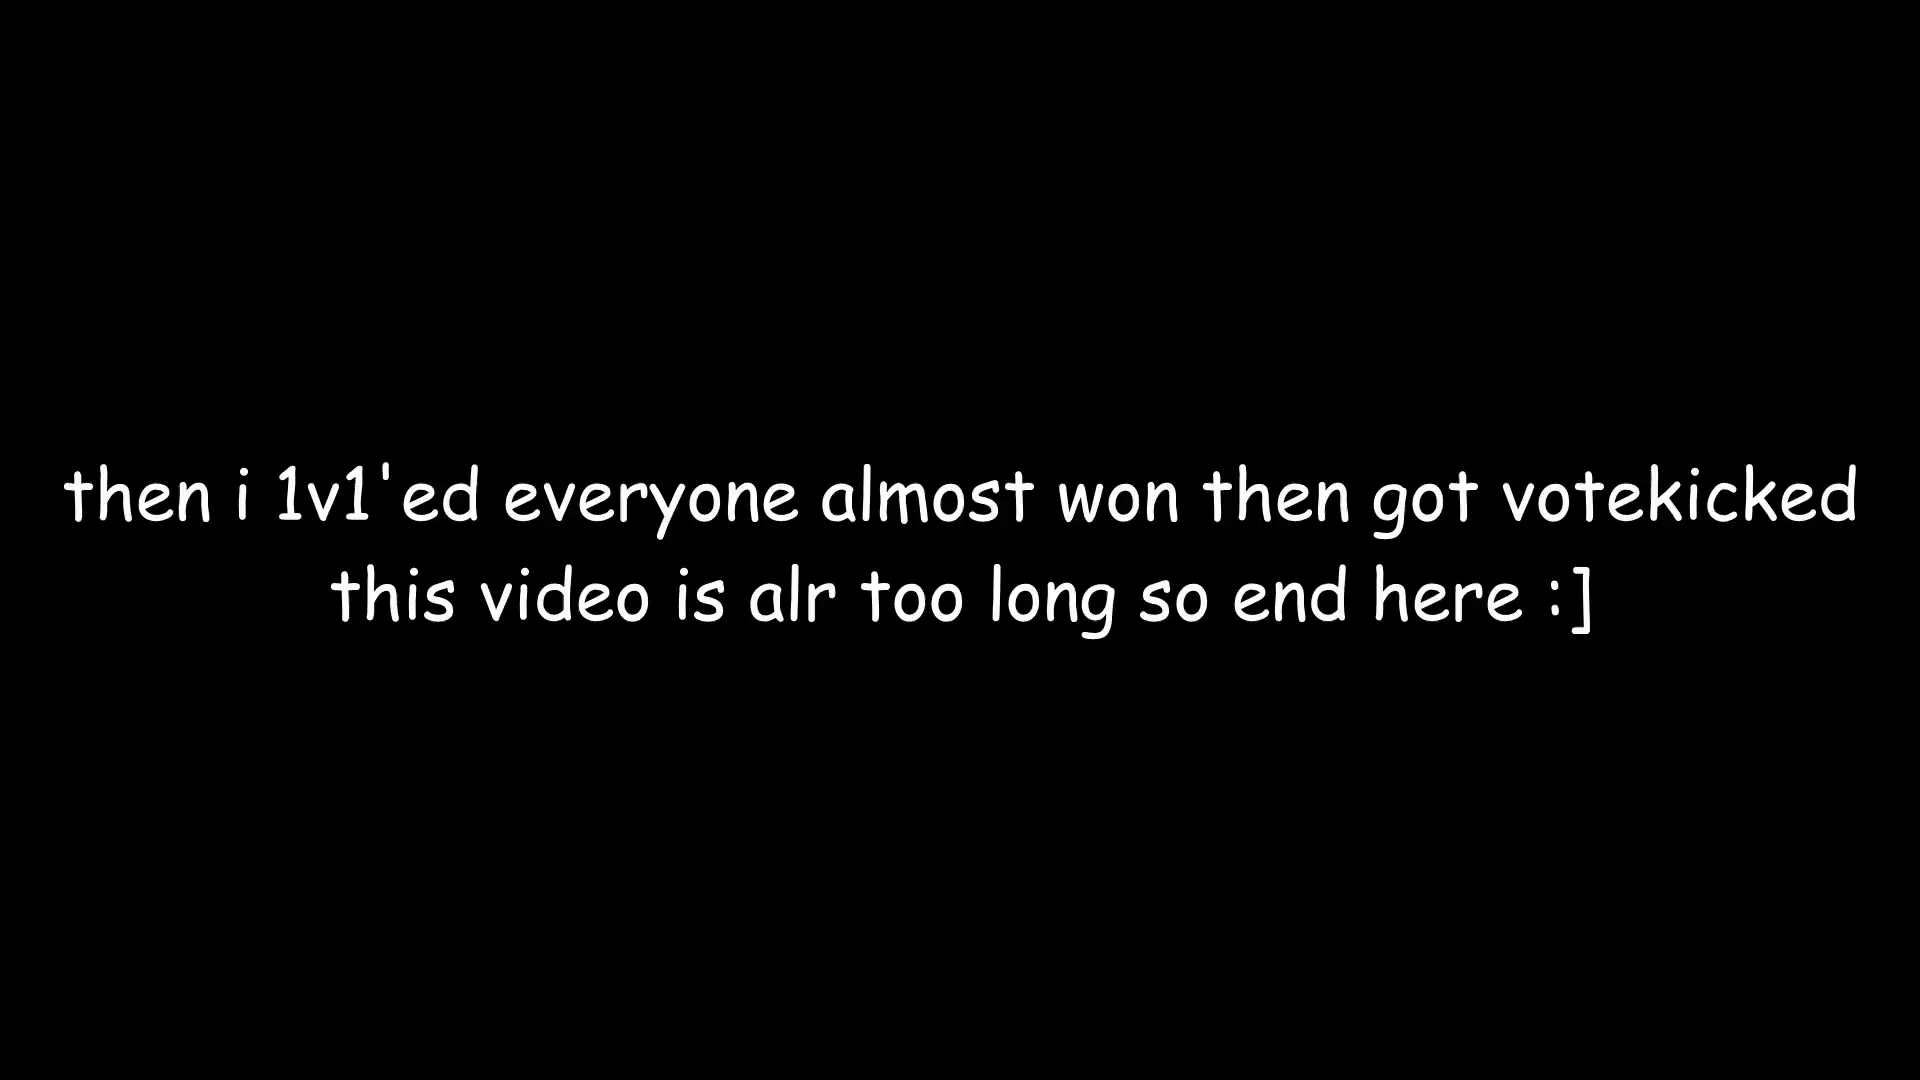 then i 1v1'ed everyone almost won then got votekicked
this video is alr too long so end here :]